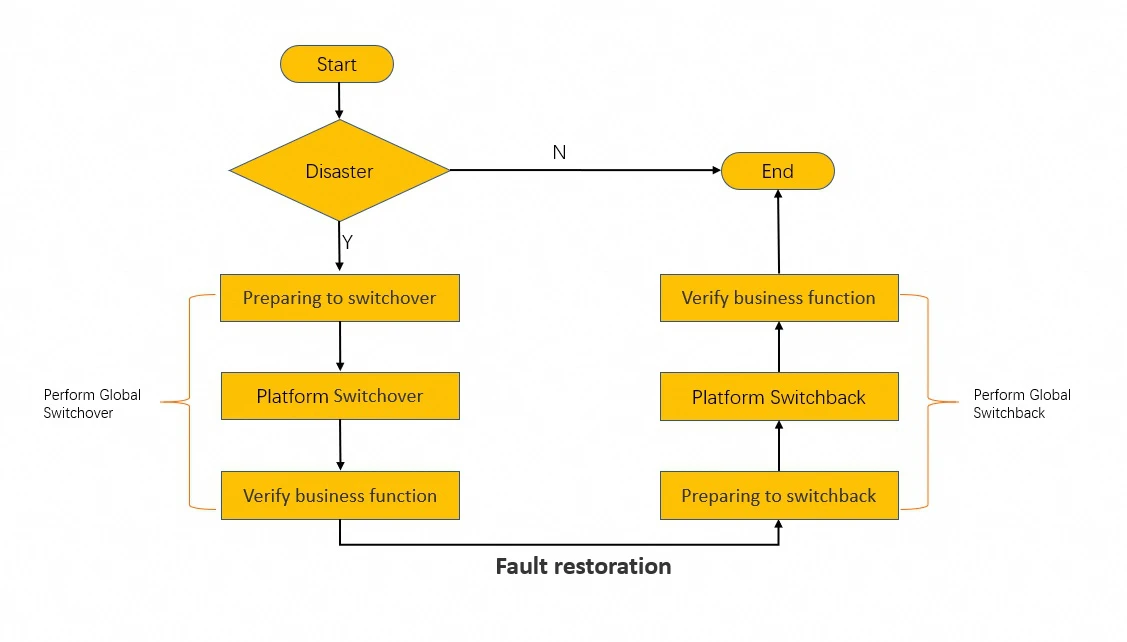 Start
Disaster
N
End
Y
Preparing to switchover
Verify business function
Platform Switchover
Platform Switchback
Perform Global
Switchover
Perform Global
Switchback
Verify business function
Preparing to switchback
Fault restoration